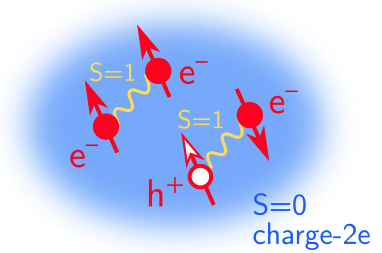 S=1
e⁻
e⁻
S=1
e⁻
h⁺
S=0
charge-2e